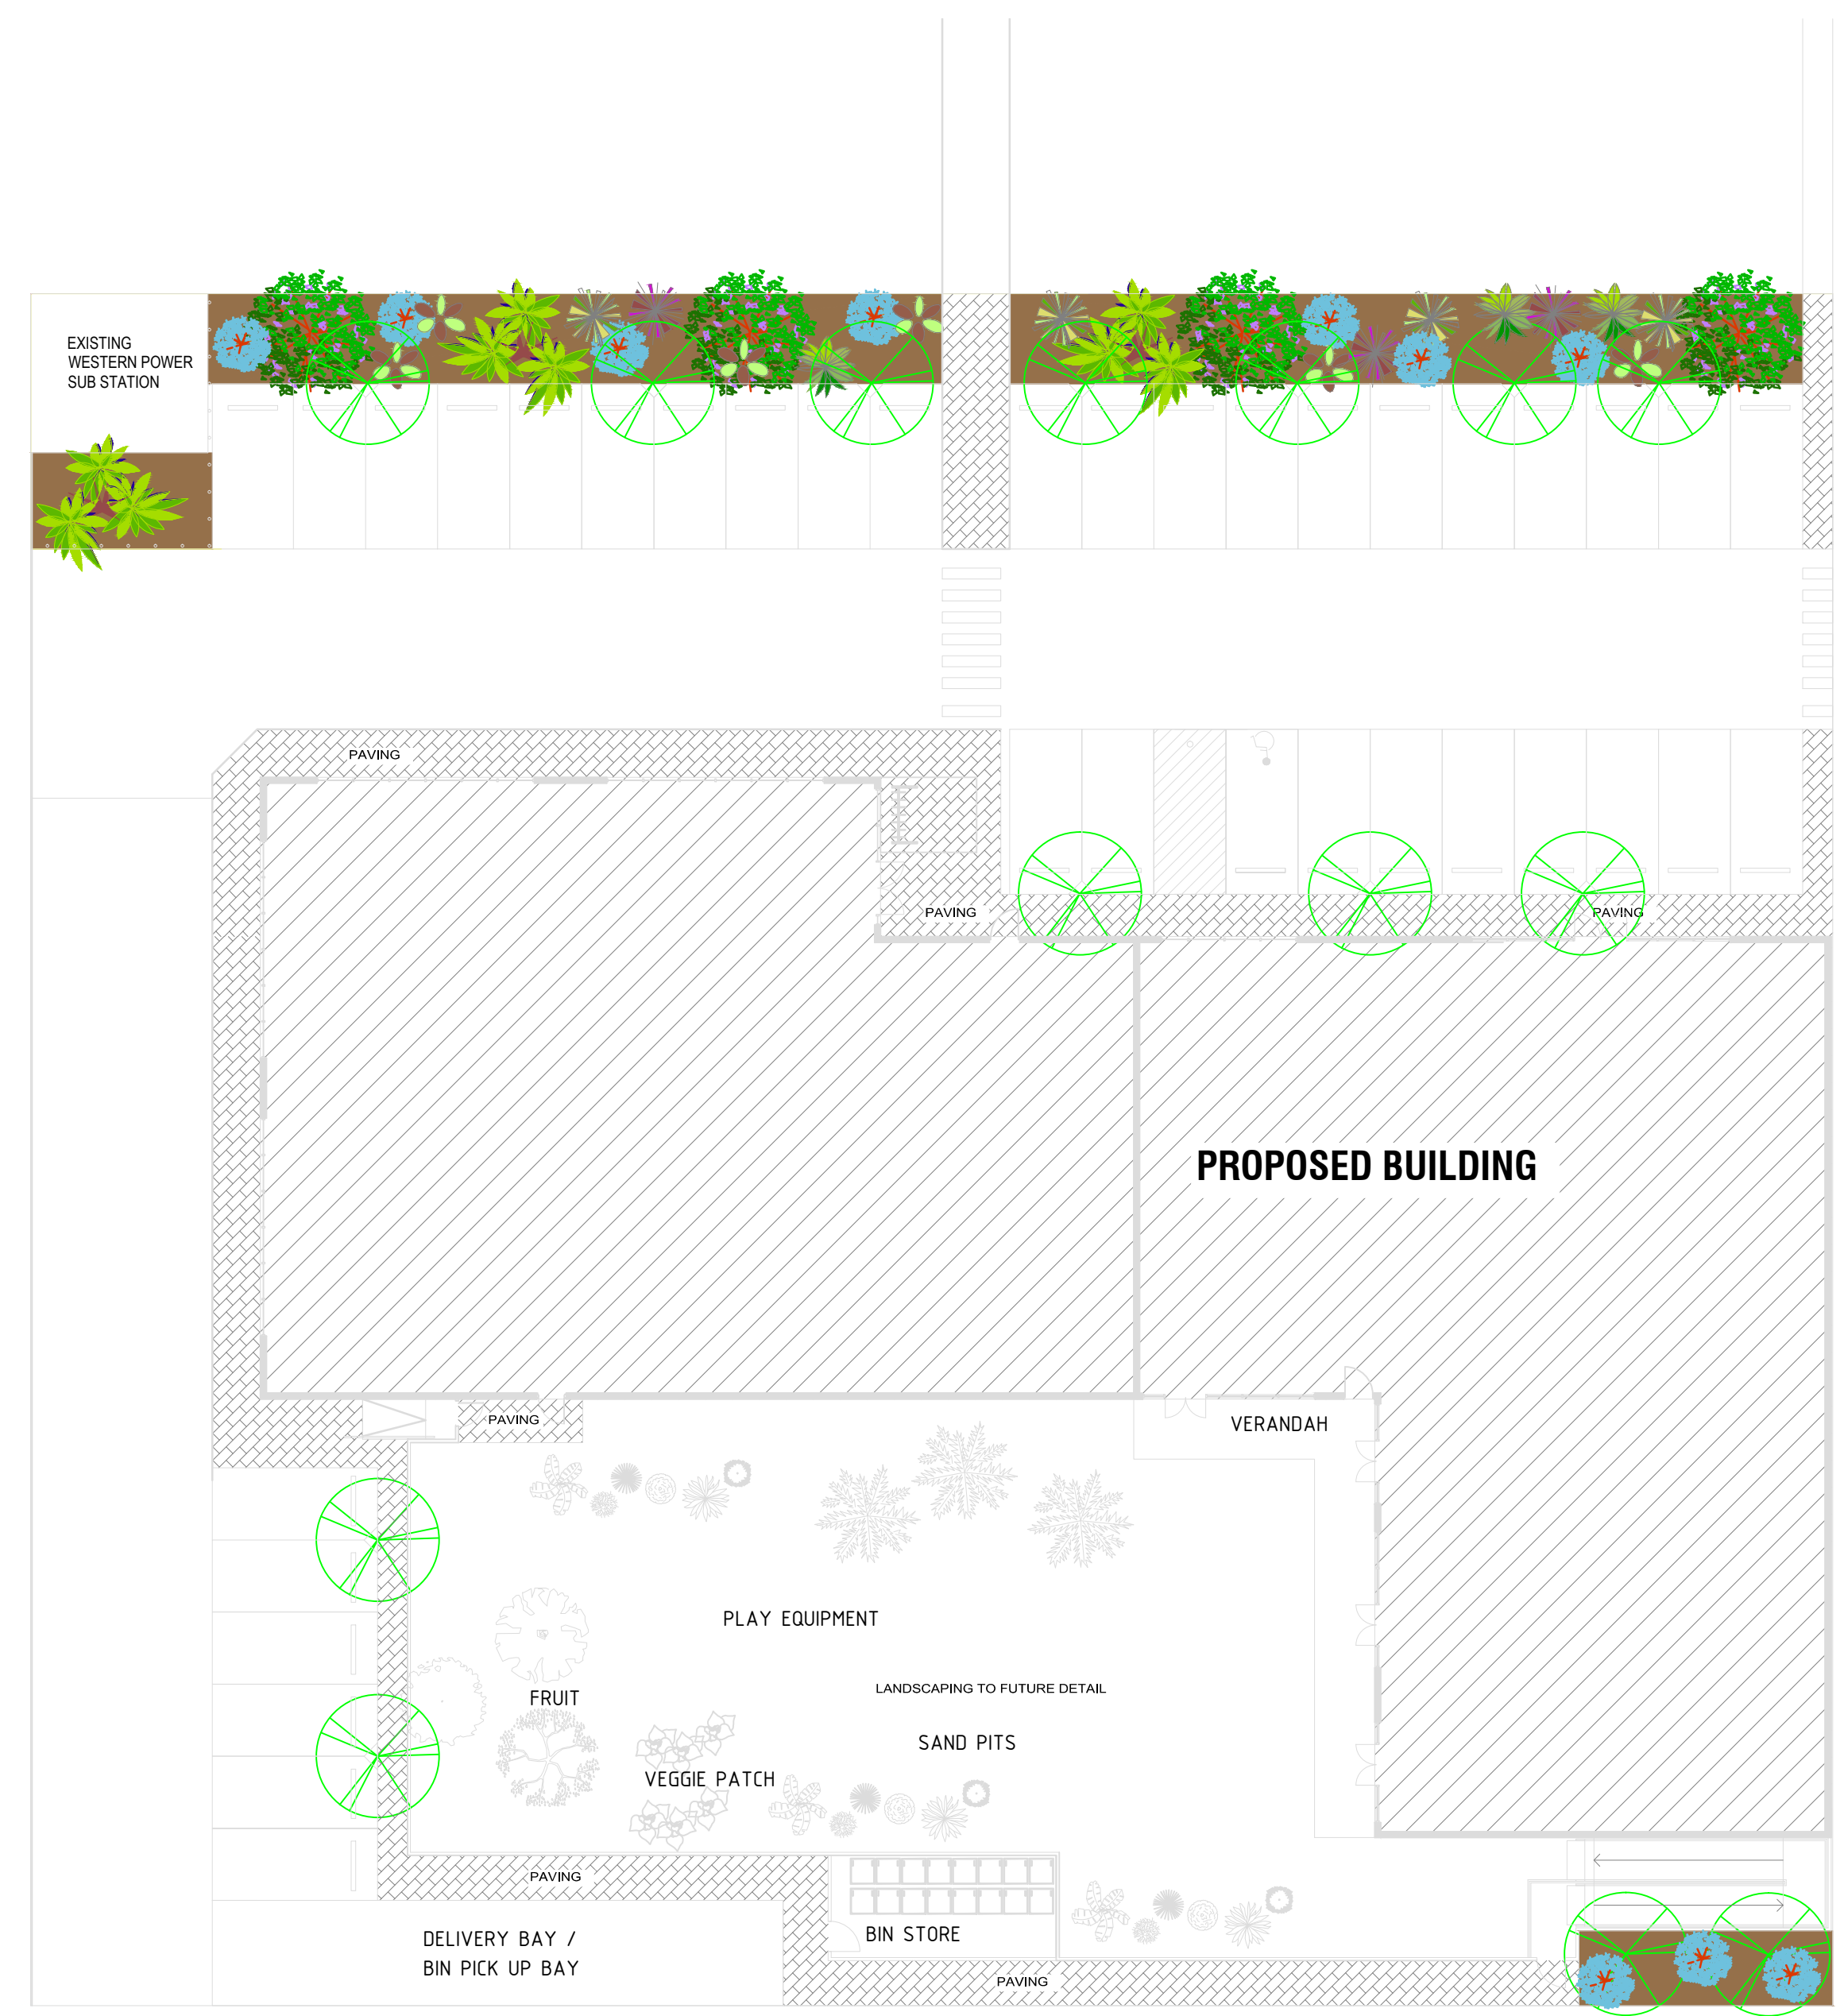 EXISTING
WESTERN POWER
SUB STATION
PAVING
PAVING
PAVING
PROPOSED BUILDING
PAVING
VERANDAH
PLAY EQUIPMENT
LANDSCAPING TO FUTURE DETAIL
FRUIT
SAND PITS
VEGGIE PATCH
PAVING
BIN STORE
DELIVERY BAY /
BIN PICK UP BAY
PAVING